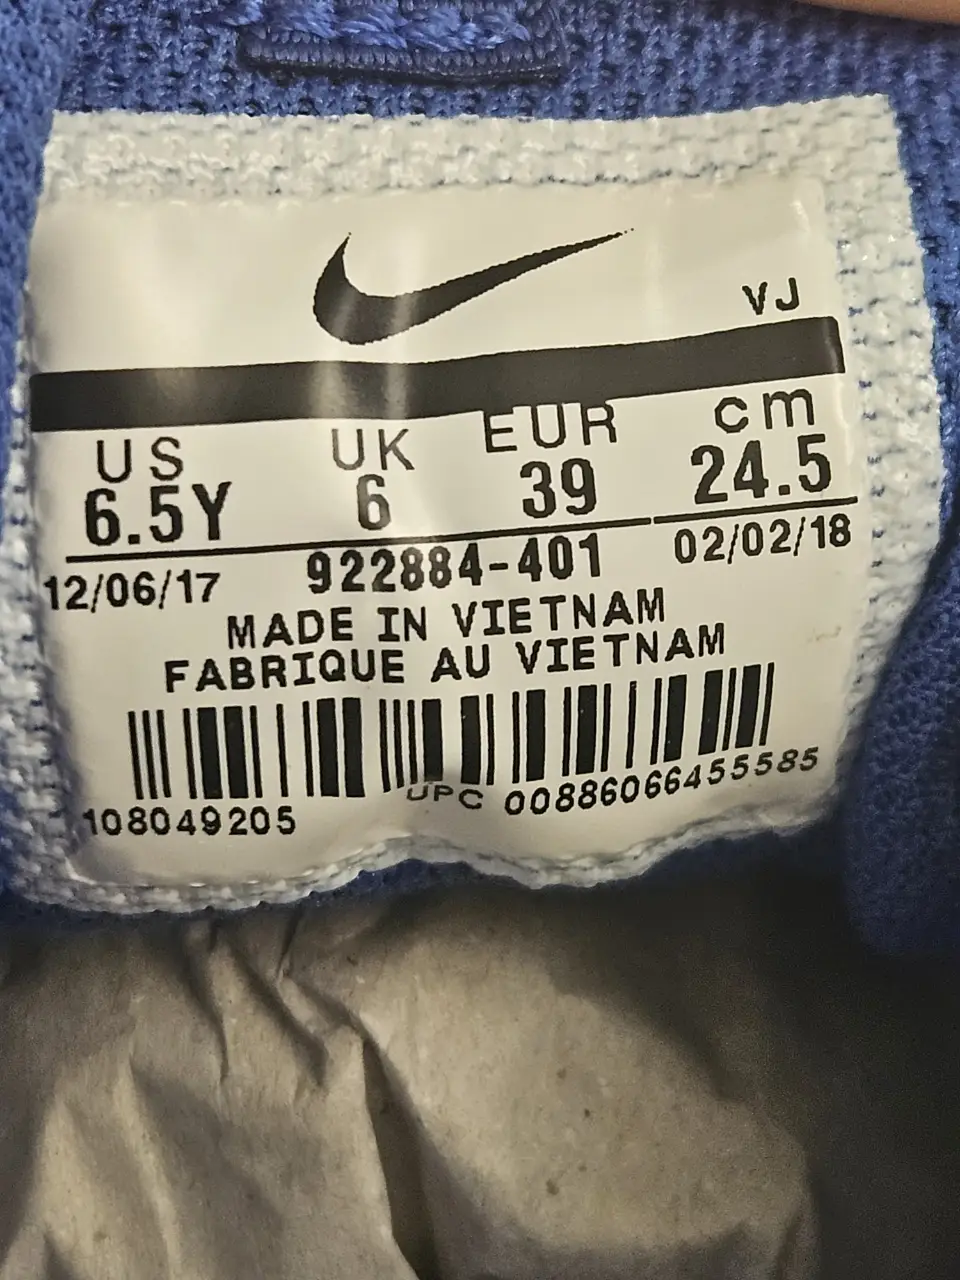 VJ
US UK EUR cm
6.5Y 6 39 24.5
12/06/17 922884-401 02/02/18
MADE IN VIETNAM
FABRIQUE AU VIETNAM
108049205 UPC 00886066455585